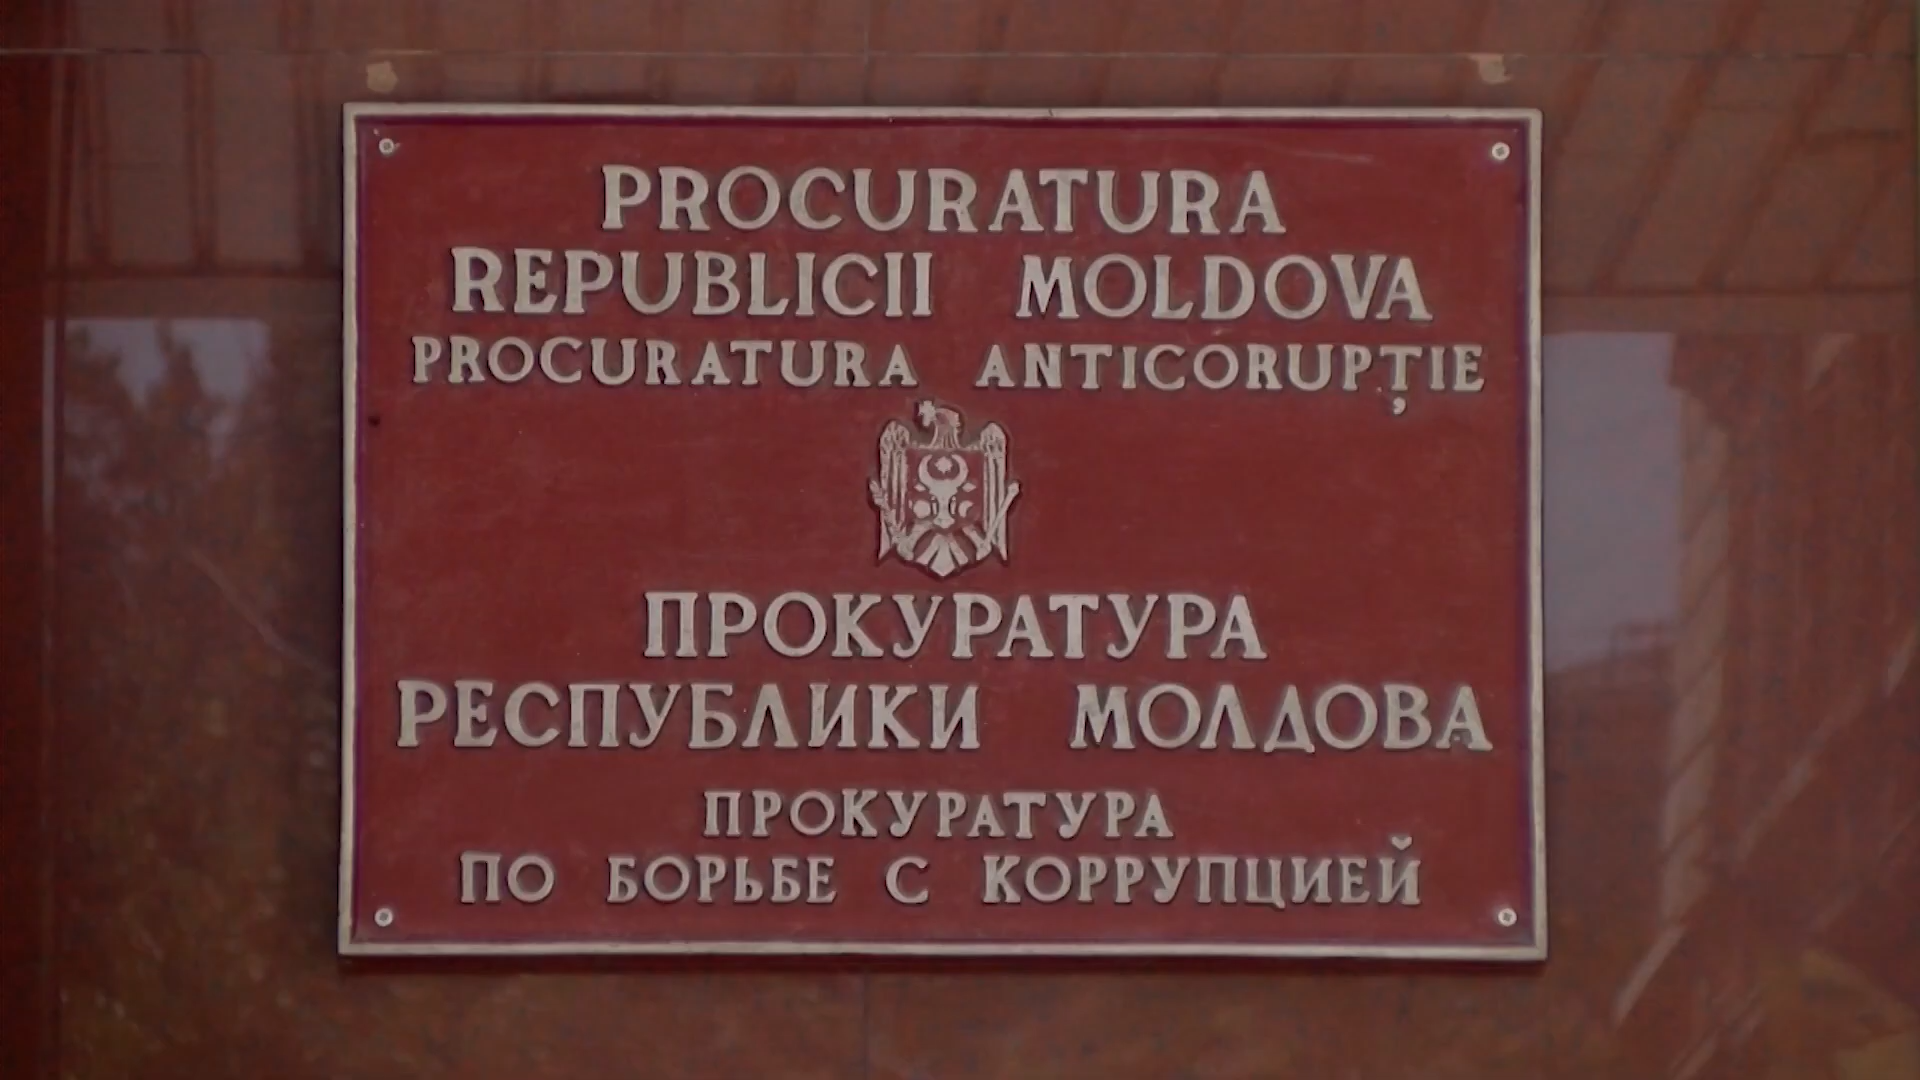 PROCURATURA
REPUBLICII MOLDOVA
PROCURATURA ANTICORUPȚIE
ПРОКУРАТУРА
РЕСПУБЛИКИ МОЛДОВА
ПРОКУРАТУРА
ПО БОРЬБЕ С КОРРУПЦИЕЙ